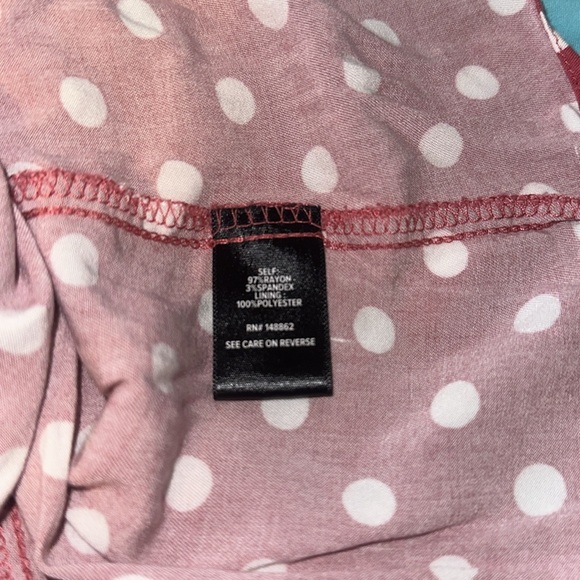 SELF:
97%RAYON
3%SPANDEX
LINING :
100%POLYESTER
RN# 148862
SEE CARE ON REVERSE